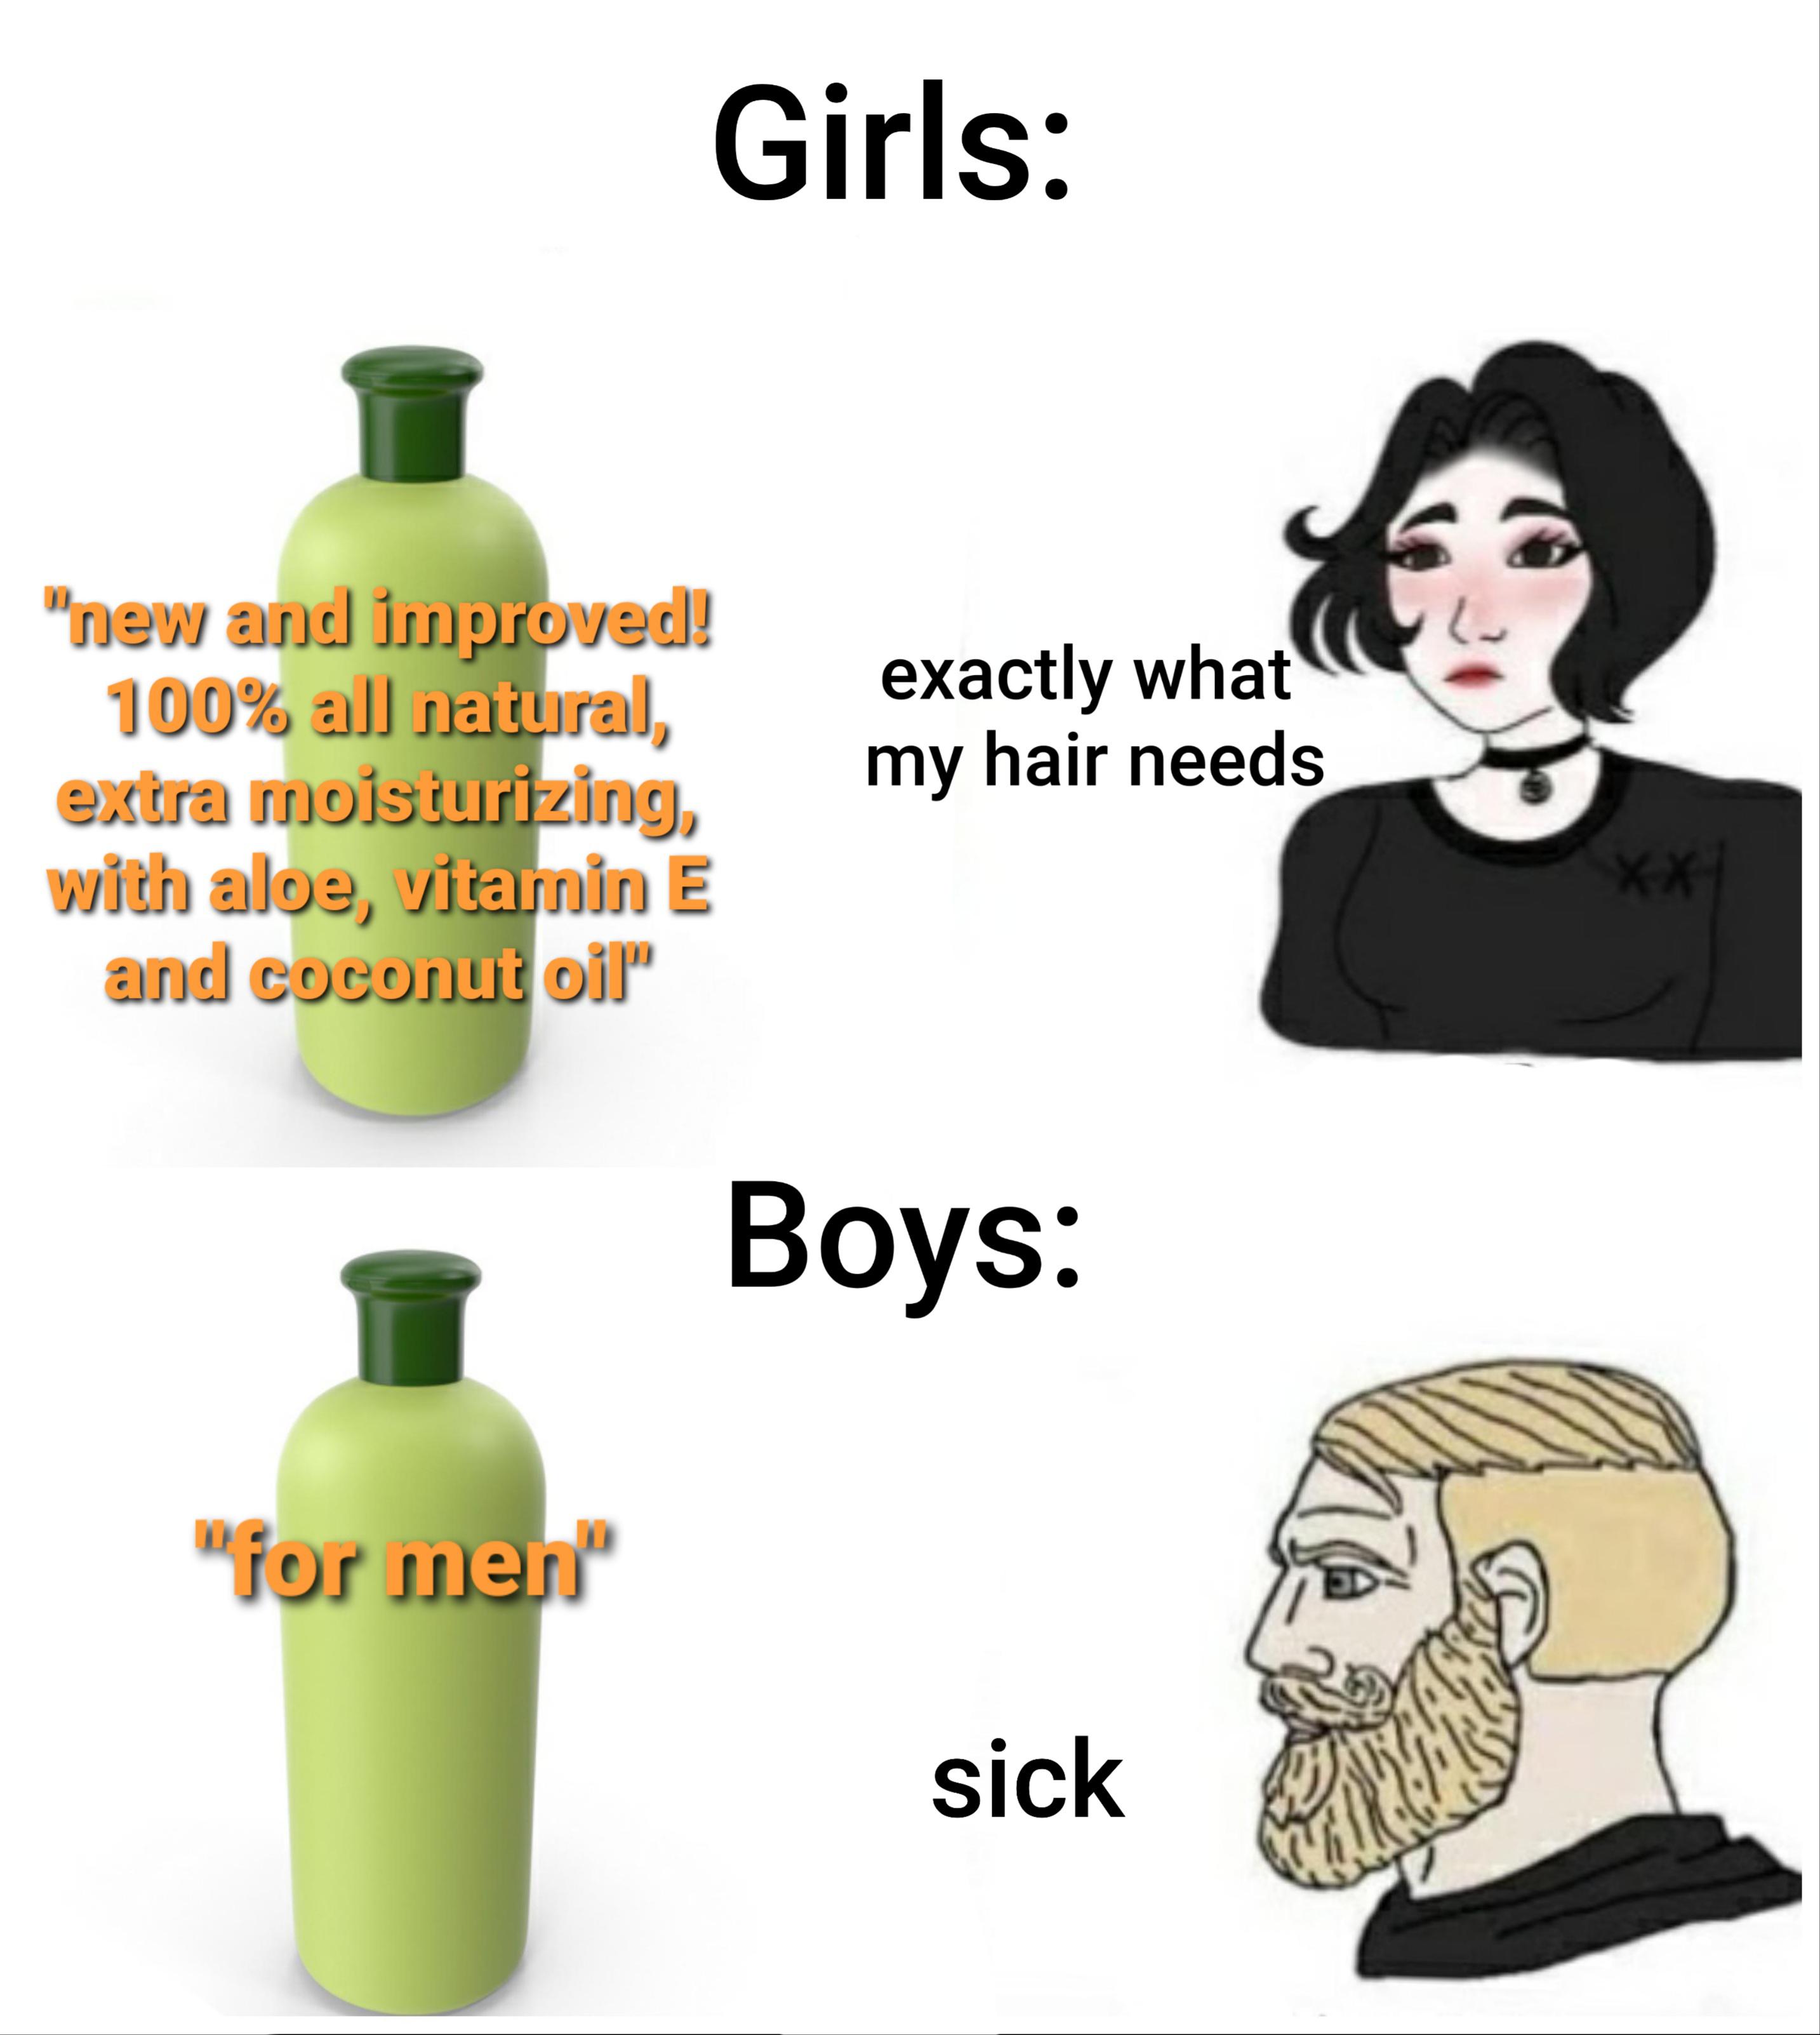 Girls:
"new and improved!
100% all natural,
extra moisturizing,
with aloe, vitamin E
and coconut oil"
exactly what
my hair needs
Boys:
"for men"
sick